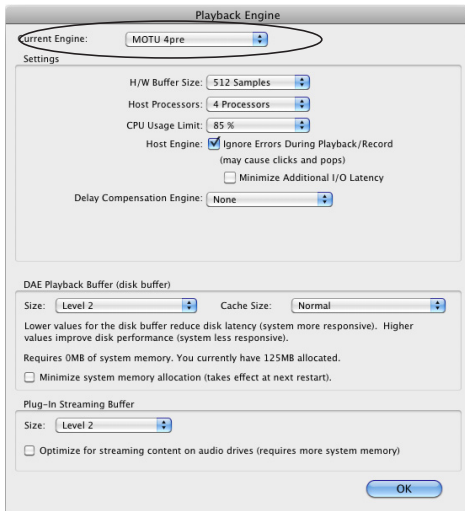 Playback Engine
Current Engine: MOTU 4pre
Settings
H/W Buffer Size: 512 Samples
Host Processors: 4 Processors
CPU Usage Limit: 85 %
Host Engine: Ignore Errors During Playback/Record
(may cause clicks and pops)
Minimize Additional I/O Latency
Delay Compensation Engine: None
DAE Playback Buffer (disk buffer)
Size: Level 2 Cache Size: Normal
Lower values for the disk buffer reduce disk latency (system more responsive). Higher
values improve disk performance (system less responsive).
Requires 0MB of system memory. You currently have 125MB allocated.
Minimize system memory allocation (takes effect at next restart).
Plug-In Streaming Buffer
Size: Level 2
Optimize for streaming content on audio drives (requires more system memory)
OK